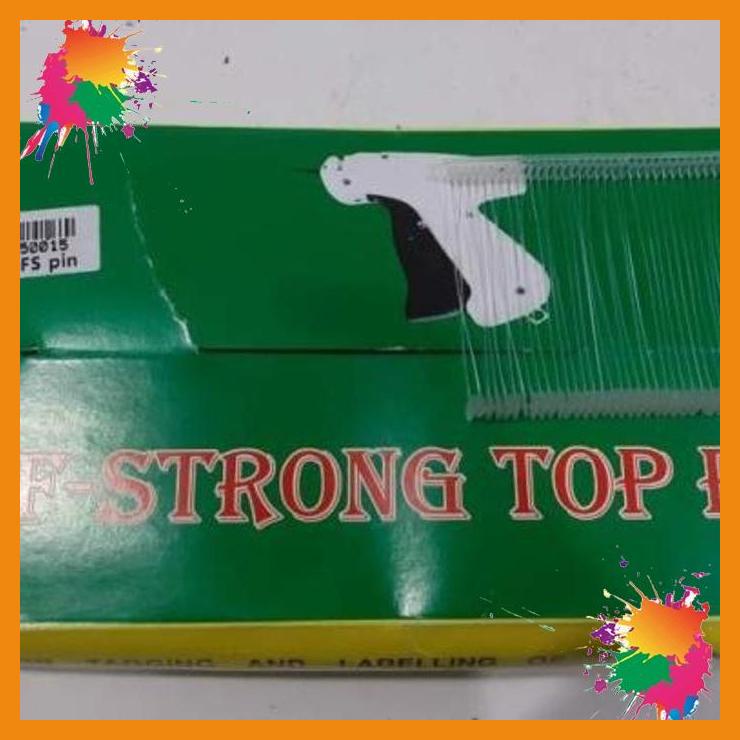 50015
FS pin
F-STRONG TOP
TAGGING AND LABELLING